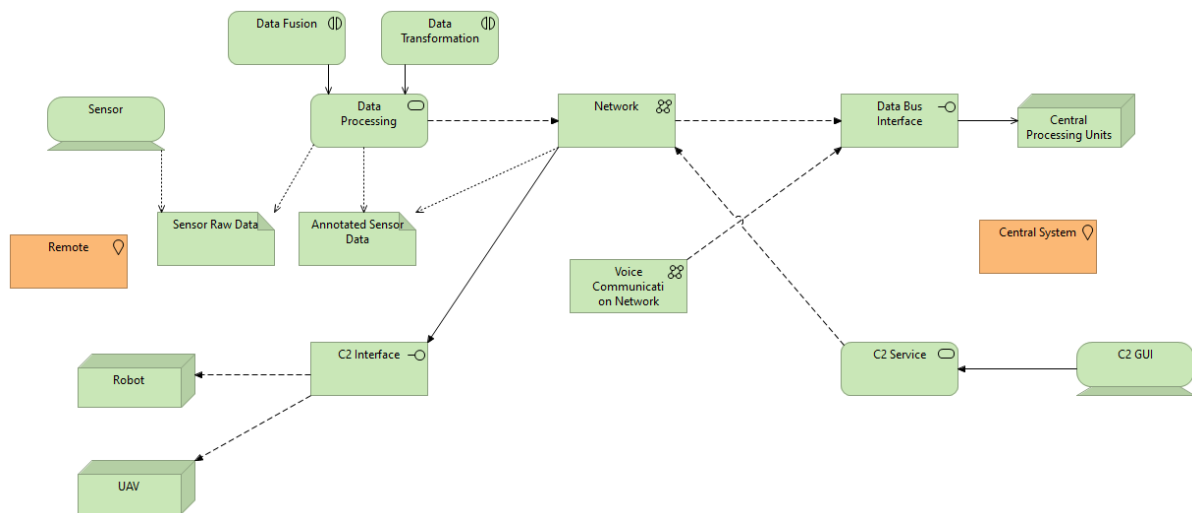 Data Fusion
Data
Transformation
Sensor
Data
Processing
Network
Data Bus
Interface
Central
Processing Units
Sensor Raw Data
Annotated Sensor
Data
Remote
Central System
Voice
Communicati
on Network
C2 Interface
C2 Service
C2 GUI
Robot
UAV